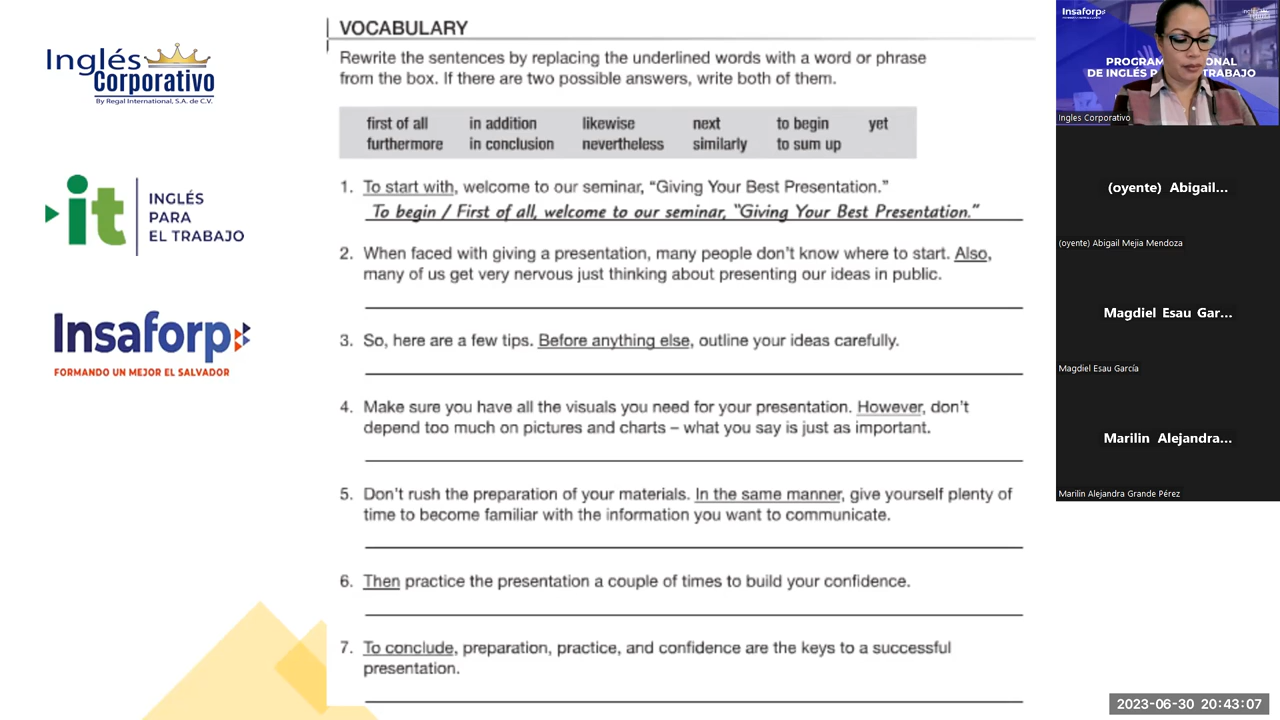 Inglés
Corporativo
By Regal International, S.A. de C.V.
it
INGLÉS
PARA
EL TRABAJO
Insaforp
FORMANDO UN MEJOR EL SALVADOR
VOCABULARY
Rewrite the sentences by replacing the underlined words with a word or phrase
from the box. If there are two possible answers, write both of them.
first of all in addition likewise next to begin yet
furthermore in conclusion nevertheless similarly to sum up
1. To start with, welcome to our seminar, “Giving Your Best Presentation.”
To begin / First of all, welcome to our seminar, “Giving Your Best Presentation.”
2. When faced with giving a presentation, many people don’t know where to start. Also,
many of us get very nervous just thinking about presenting our ideas in public.
3. So, here are a few tips. Before anything else, outline your ideas carefully.
4. Make sure you have all the visuals you need for your presentation. However, don’t
depend too much on pictures and charts – what you say is just as important.
5. Don’t rush the preparation of your materials. In the same manner, give yourself plenty of
time to become familiar with the information you want to communicate.
6. Then practice the presentation a couple of times to build your confidence.
7. To conclude, preparation, practice, and confidence are the keys to a successful
presentation.
Insaforp
Ingles Corporativo
(oyente) Abigail...
(oyente) Abigail Mejia Mendoza
Magdiel Esau Gar...
Magdiel Esau García
Marilin Alejandra...
Marilin Alejandra Grande Pérez
2023-06-30 20:43:07